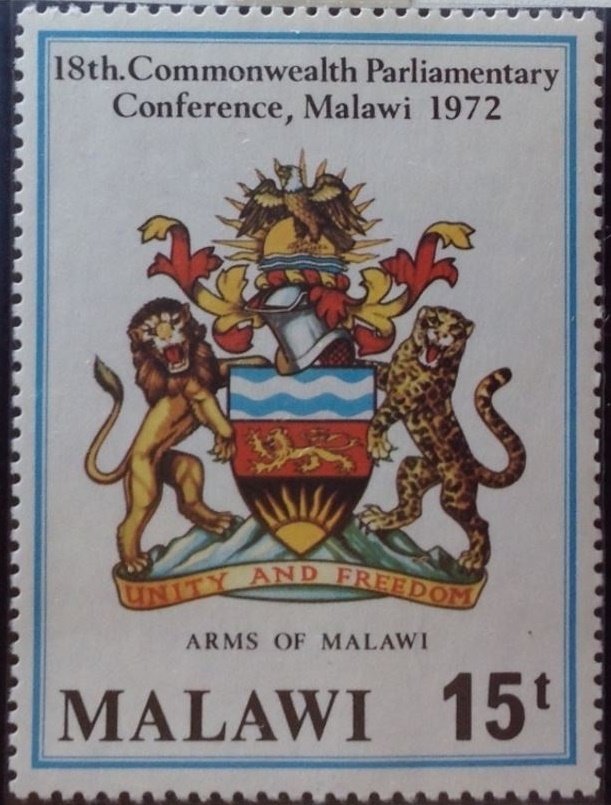 18th.Commonwealth Parliamentary
Conference, Malawi 1972
UNITY AND FREEDOM
ARMS OF MALAWI
MALAWI 15t